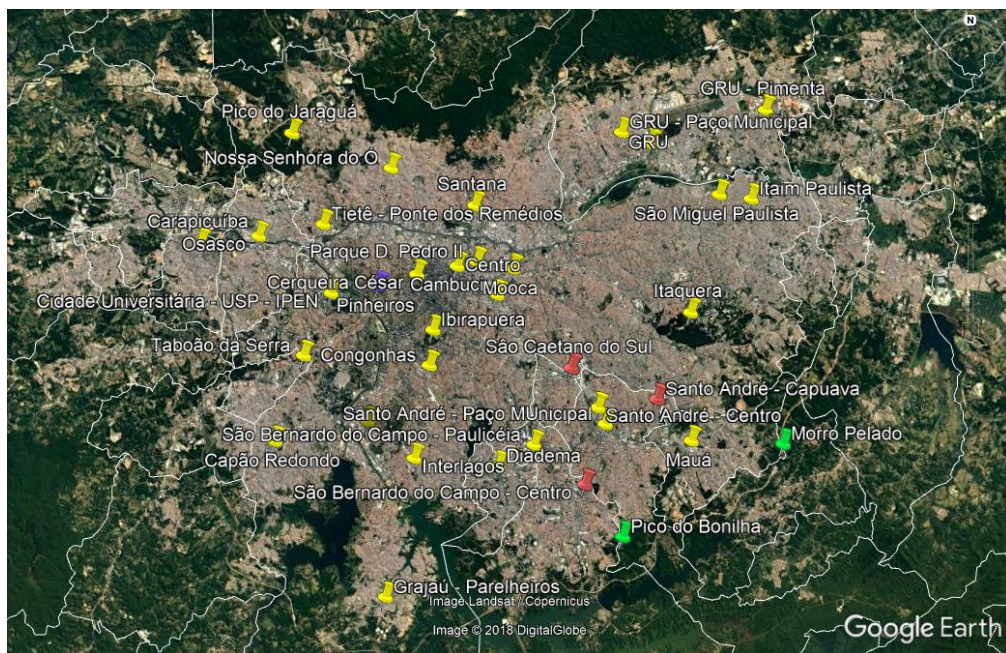 N
GRU - Pimenta
Pico do Jaraguá
GRU - Paço Municipal
GRU
Nossa Senhora do Ó
Santana
Itaim Paulista
São Miguel Paulista
Tietê - Ponte dos Remédios
Carapicuíba
Osasco
Parque D. Pedro II
Centro
Cerqueira César
Cambuci
Mooca
Cidade Universitária - USP - IPEN
Pinheiros
Itaquera
Ibirapuera
Taboão da Serra
Congonhas
São Caetano do Sul
Santo André - Capuava
Santo André - Paço MUnicipal
Santo André - Centro
São Bernardo do Campo - Paulicéia
Morro Pelado
Capão Redondo
Diadema
Mauá
Interlagos
São Bernardo do Campo - Centro
Pico do Bonilha
Grajaú - Parelheiros
Image Landsat / Copernicus
Image © 2018 DigitalGlobe
Google Earth